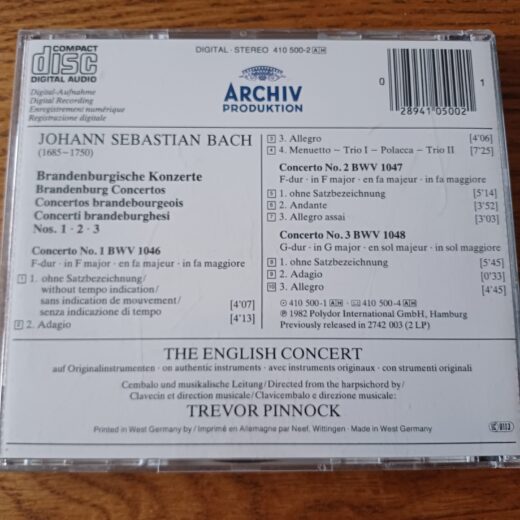 COMPACT
disc
DIGITAL AUDIO
Digital-Aufnahme
Digital Recording
Enregistrement numérique
Registrazione digitale
DIGITAL · STEREO 410 500-2 AH
ARCHIV
PRODUKTION
0
28941 05002
1
JOHANN SEBASTIAN BACH
(1685–1750)
Brandenburgische Konzerte
Brandenburg Concertos
Concertos brandebourgeois
Concerti brandeburghesi
Nos. 1 · 2 · 3
Concerto No. 1 BWV 1046
F-dur · in F major · en fa majeur · in fa maggiore
1 1. ohne Satzbezeichnung/
without tempo indication/
sans indication de mouvement/
senza indicazione di tempo [4'07]
2 2. Adagio [4'13]
3 3. Allegro [4'06]
4 4. Menuetto – Trio I – Polacca – Trio II [7'25]
Concerto No. 2 BWV 1047
F-dur · in F major · en fa majeur · in fa maggiore
5 1. ohne Satzbezeichnung [5'14]
6 2. Andante [3'52]
7 3. Allegro assai [3'03]
Concerto No. 3 BWV 1048
G-dur · in G major · en sol majeur · in sol maggiore
8 1. ohne Satzbezeichnung [5'45]
9 2. Adagio [0'33]
10 3. Allegro [4'45]
410 500-1 AH · 410 500-4 AH
℗ 1982 Polydor International GmbH, Hamburg
Previously released in 2742 003 (2 LP)
THE ENGLISH CONCERT
auf Originalinstrumenten · on authentic instruments · avec instruments originaux · con strumenti originali
Cembalo und musikalische Leitung/Directed from the harpsichord by/
Clavecin et direction musicale/Clavicembalo e direzione musicale:
TREVOR PINNOCK
Printed in West Germany by/Imprimé en Allemagne par Neef, Wittingen · Made in West Germany